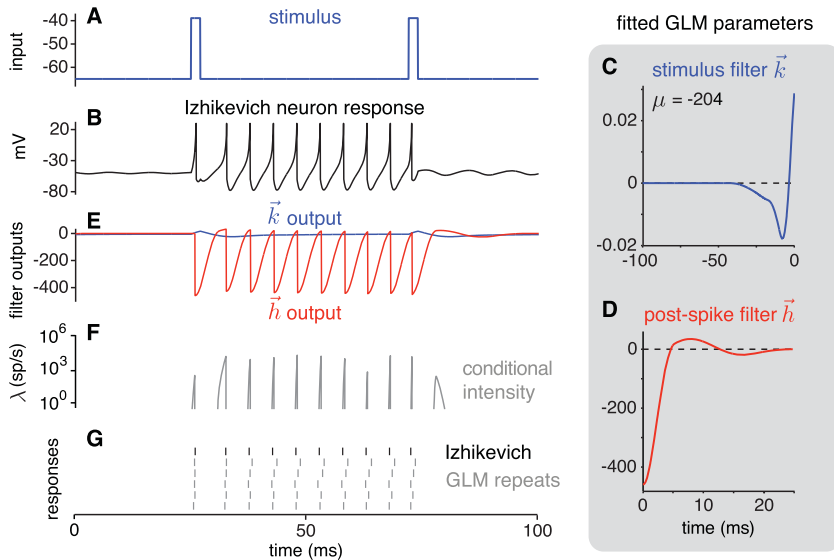 A
stimulus
input
-40
-50
-60
B
Izhikevich neuron response
mV
20
-30
-80
E
k output
filter outputs
0
-200
-400
h output
F
λ (sp/s)
10^6
10^3
10^0
conditional
intensity
G
responses
Izhikevich
GLM repeats
0
50
100
time (ms)
fitted GLM parameters
C
stimulus filter k
μ = -204
0.02
0
-0.02
-100
-50
0
D
post-spike filter h
0
-200
-400
0
10
20
time (ms)